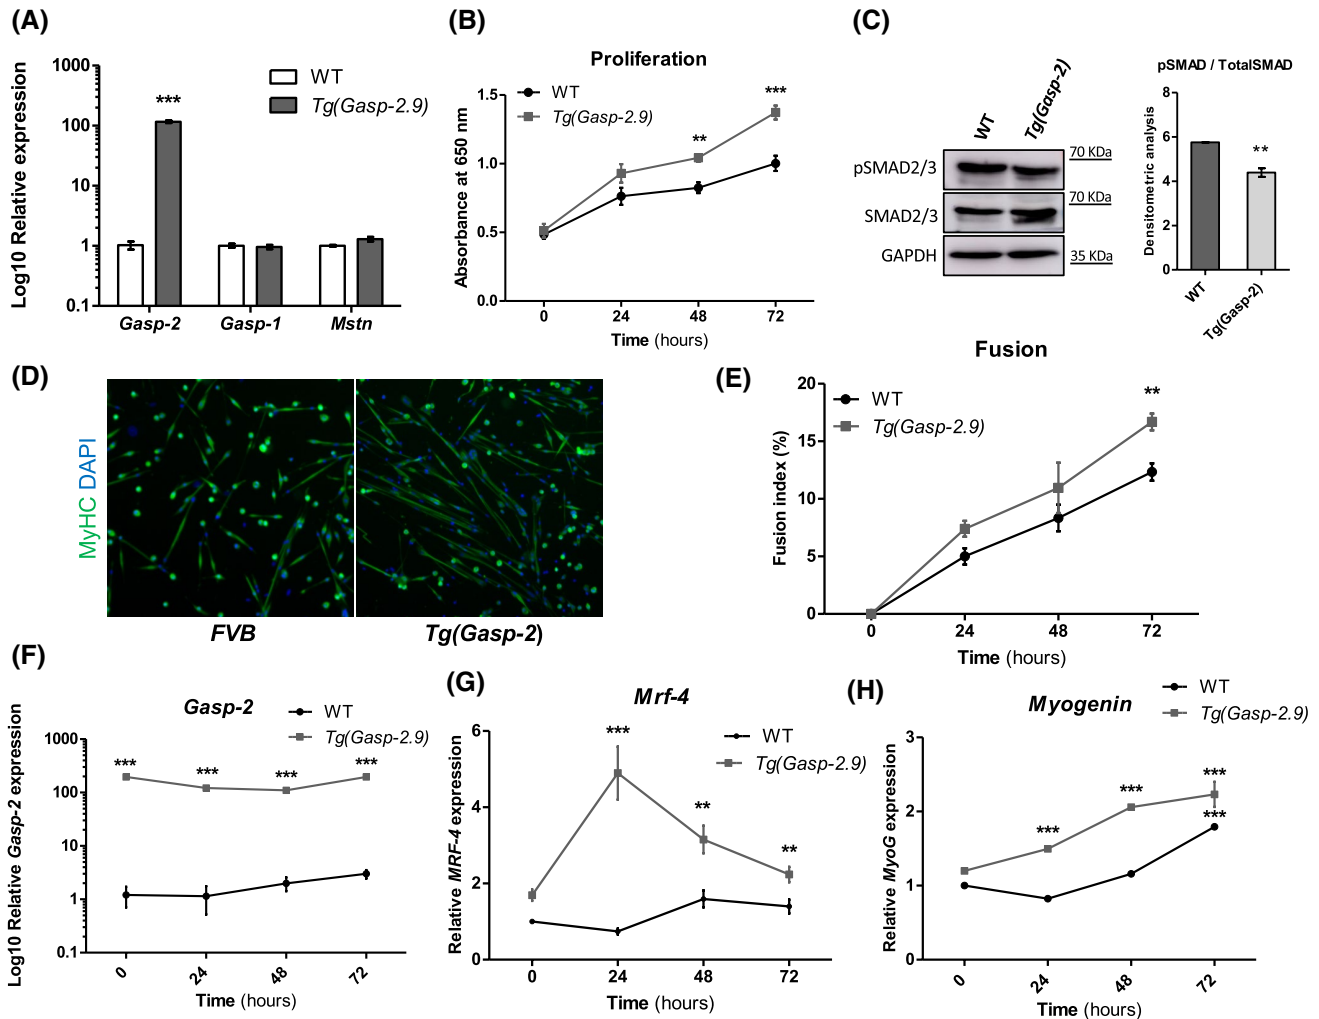 (A)
Log10 Relative expression
1000
100
10
1
0.1
WT
Tg(Gasp-2.9)
***
Gasp-2
Gasp-1
Mstn
(B)
Proliferation
WT
Tg(Gasp-2.9)
Absorbance at 650 nm
1.5
1.0
0.5
0.0
**
***
0
24
48
72
Time (hours)
(C)
WT
Tg(Gasp-2)
pSMAD2/3
SMAD2/3
GAPDH
70 KDa
70 KDa
35 KDa
pSMAD / TotalSMAD
Densitometric analysis
8
6
4
2
0
**
WT
Tg(Gasp-2)
(D)
MyHC DAPI
FVB
Tg(Gasp-2)
(E)
Fusion
WT
Tg(Gasp-2.9)
Fusion index (%)
20
15
10
5
0
**
0
24
48
72
Time (hours)
(F)
Gasp-2
WT
Tg(Gasp-2.9)
Log10 Relative Gasp-2 expression
1000
100
10
1
0.1
***
***
***
***
0
24
48
72
Time (hours)
(G)
Mrf-4
WT
Tg(Gasp-2.9)
Relative MRF-4 expression
6
4
2
0
***
**
**
0
24
48
72
Time (hours)
(H)
Myogenin
WT
Tg(Gasp-2.9)
Relative MyoG expression
3
2
1
0
***
***
***
***
0
24
48
72
Time (hours)